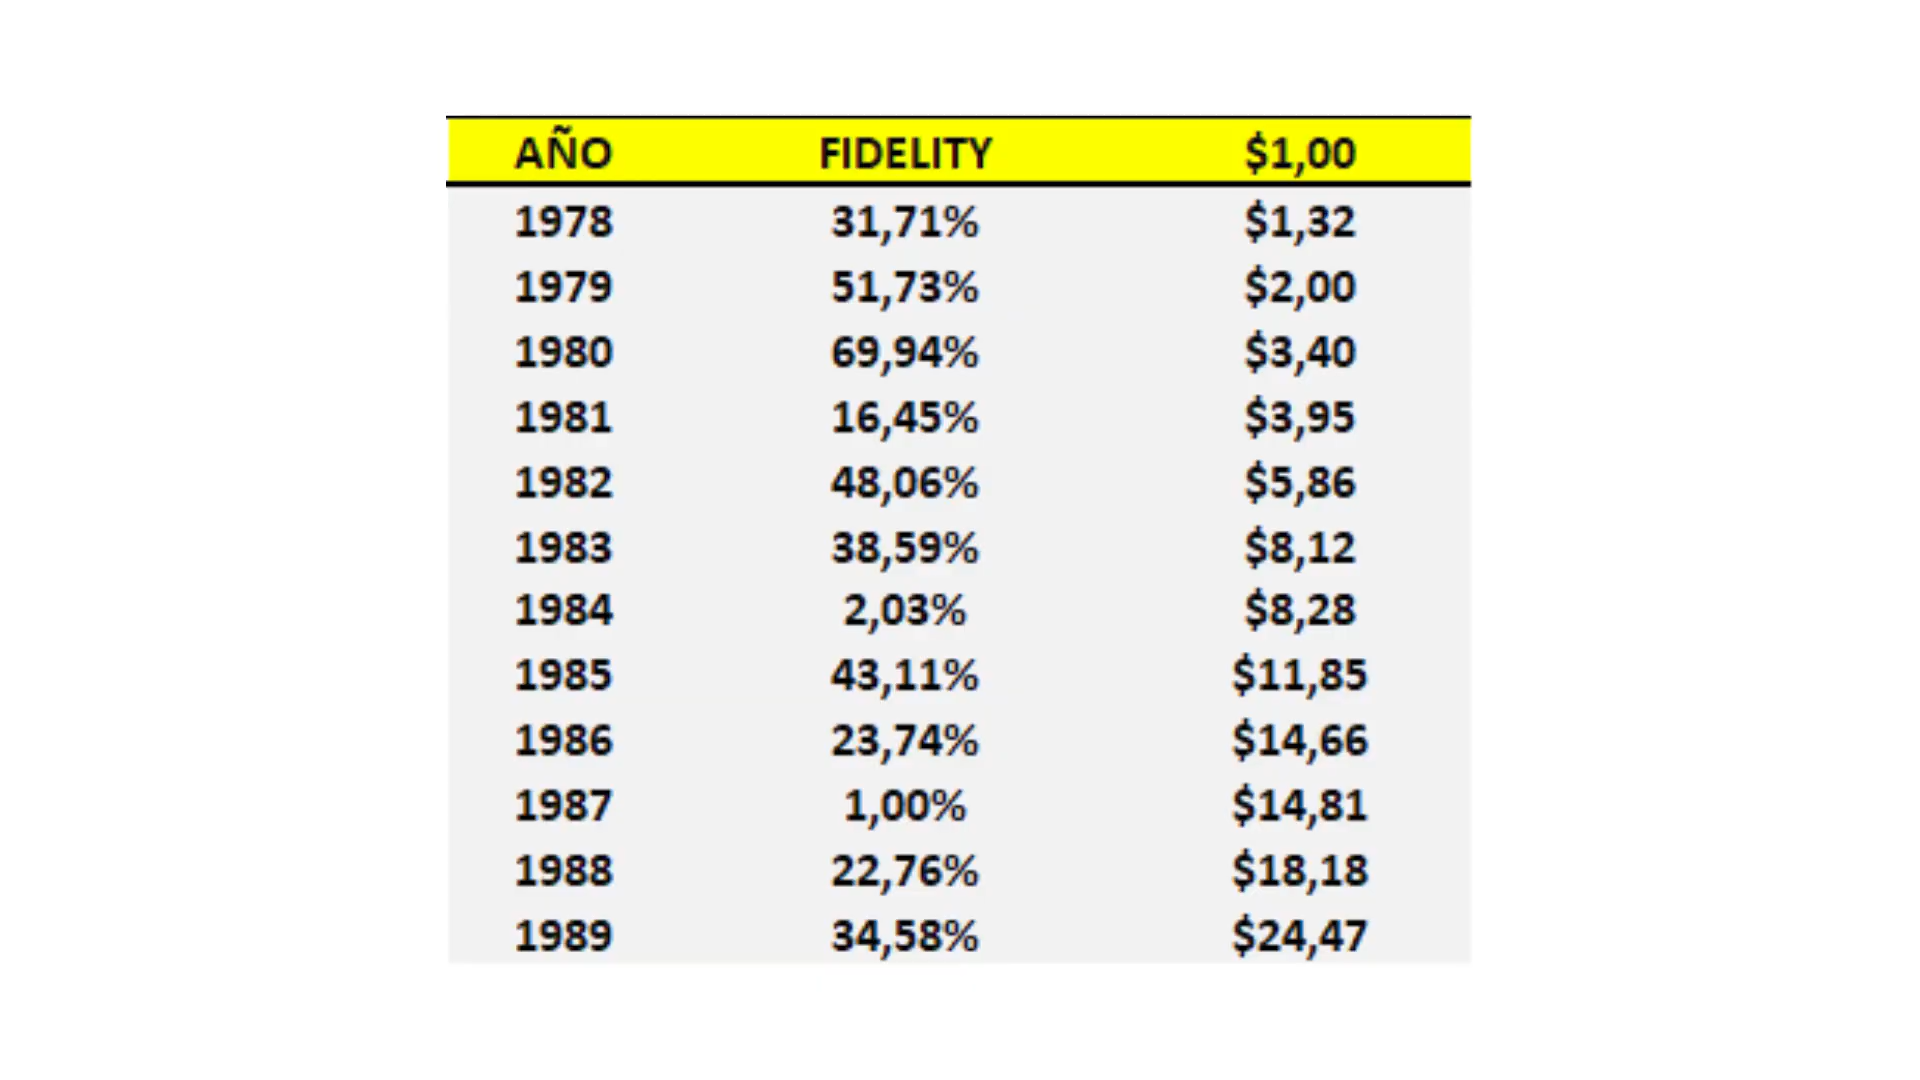 AÑO FIDELITY $1,00
1978 31,71% $1,32
1979 51,73% $2,00
1980 69,94% $3,40
1981 16,45% $3,95
1982 48,06% $5,86
1983 38,59% $8,12
1984 2,03% $8,28
1985 43,11% $11,85
1986 23,74% $14,66
1987 1,00% $14,81
1988 22,76% $18,18
1989 34,58% $24,47